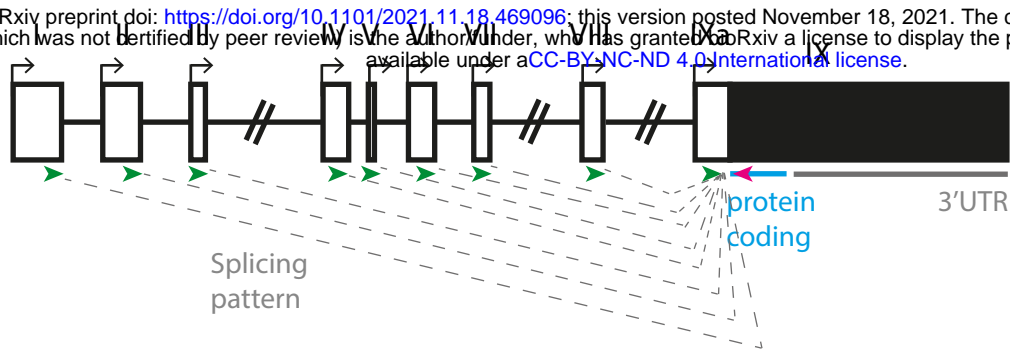 Rxiv preprint doi: https://doi.org/10.1101/2021.11.18.469096; this version posted November 18, 2021. The c
hich was not certified by peer review) is the author/funder, who has granted bioRxiv a license to display the p
available under aCC-BY-NC-ND 4.0 International license.
I II III IV V VI VII VIII IXa
IX
protein
coding
3'UTR
Splicing
pattern